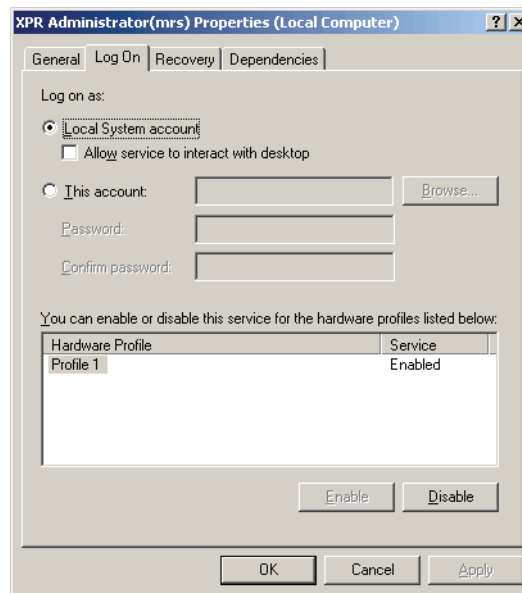 XPR Administrator(mrs) Properties (Local Computer)
General Log On Recovery Dependencies
Log on as:
Local System account
Allow service to interact with desktop
This account:
Browse...
Password:
Confirm password:
You can enable or disable this service for the hardware profiles listed below:
Hardware Profile Service
Profile 1 Enabled
Enable Disable
OK Cancel Apply